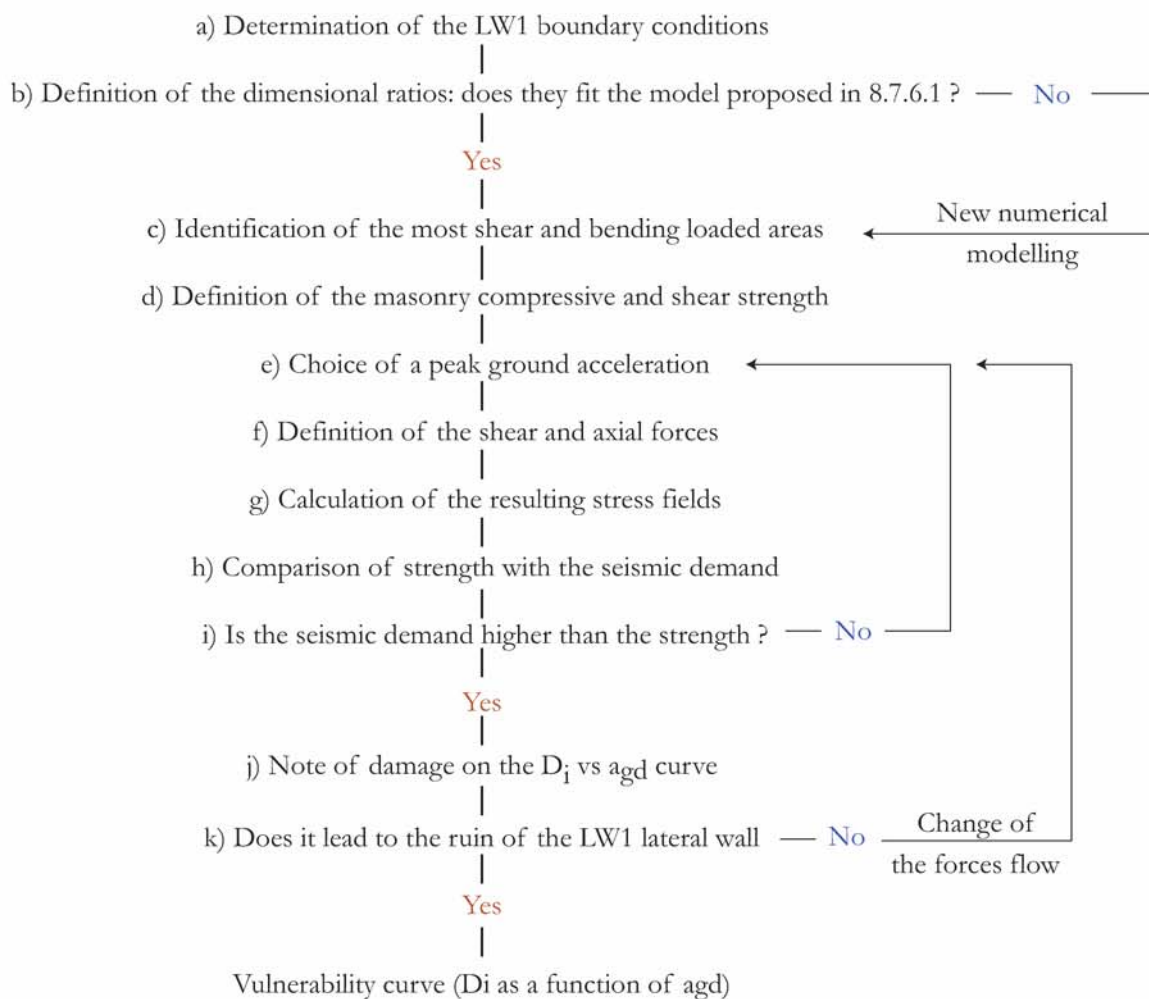 a) Determination of the LW1 boundary conditions
b) Definition of the dimensional ratios: does they fit the model proposed in 8.7.6.1 ? No
Yes
New numerical
c) Identification of the most shear and bending loaded areas
modelling
d) Definition of the masonry compressive and shear strength
e) Choice of a peak ground acceleration
f) Definition of the shear and axial forces
g) Calculation of the resulting stress fields
h) Comparison of strength with the seismic demand
i) Is the seismic demand higher than the strength ? No
Yes
j) Note of damage on the Di vs agd curve
k) Does it lead to the ruin of the LW1 lateral wall No
Change of
the forces flow
Yes
Vulnerability curve (Di as a function of agd)